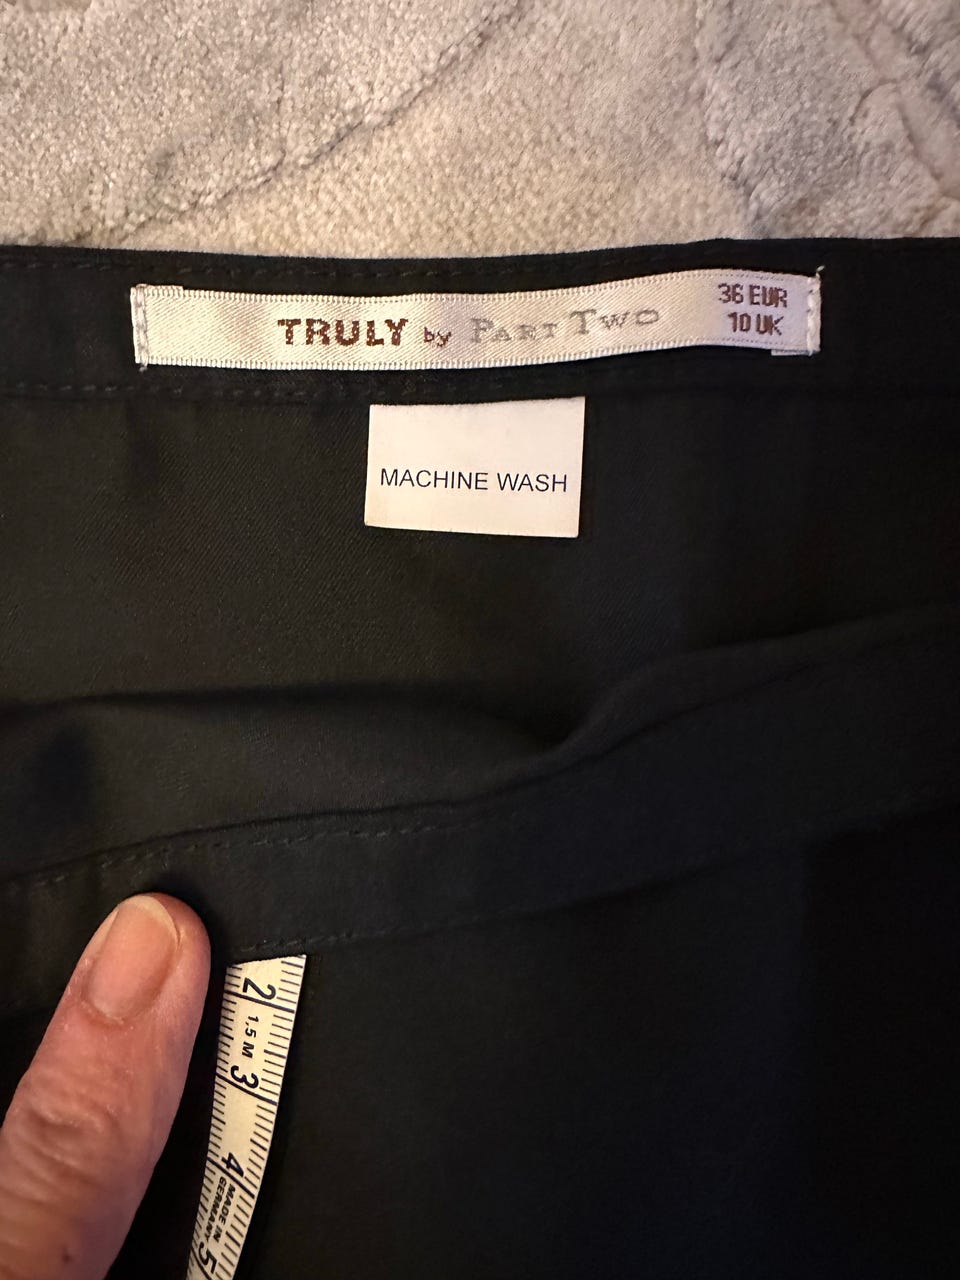 TRULY by PART TWO
36 EUR
10 UK
MACHINE WASH
2
1,5 M
3
4
MADE IN
GERMANY
5